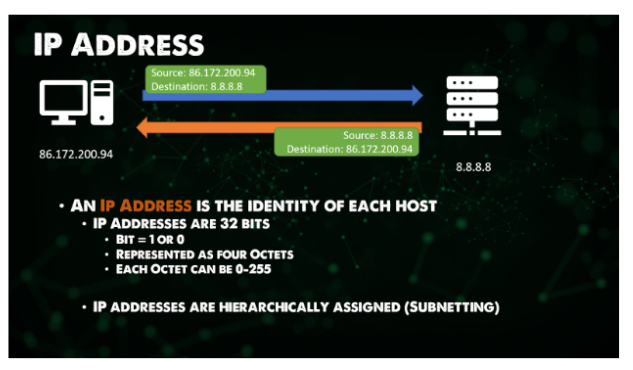 IP Address
Source: 86.172.200.94
Destination: 8.8.8.8
Source: 8.8.8.8
Destination: 86.172.200.94
86.172.200.94
8.8.8.8
• An IP Address is the identity of each host
• IP Addresses are 32 bits
• Bit = 1 or 0
• Represented as four Octets
• Each Octet can be 0-255
• IP addresses are hierarchically assigned (Subnetting)